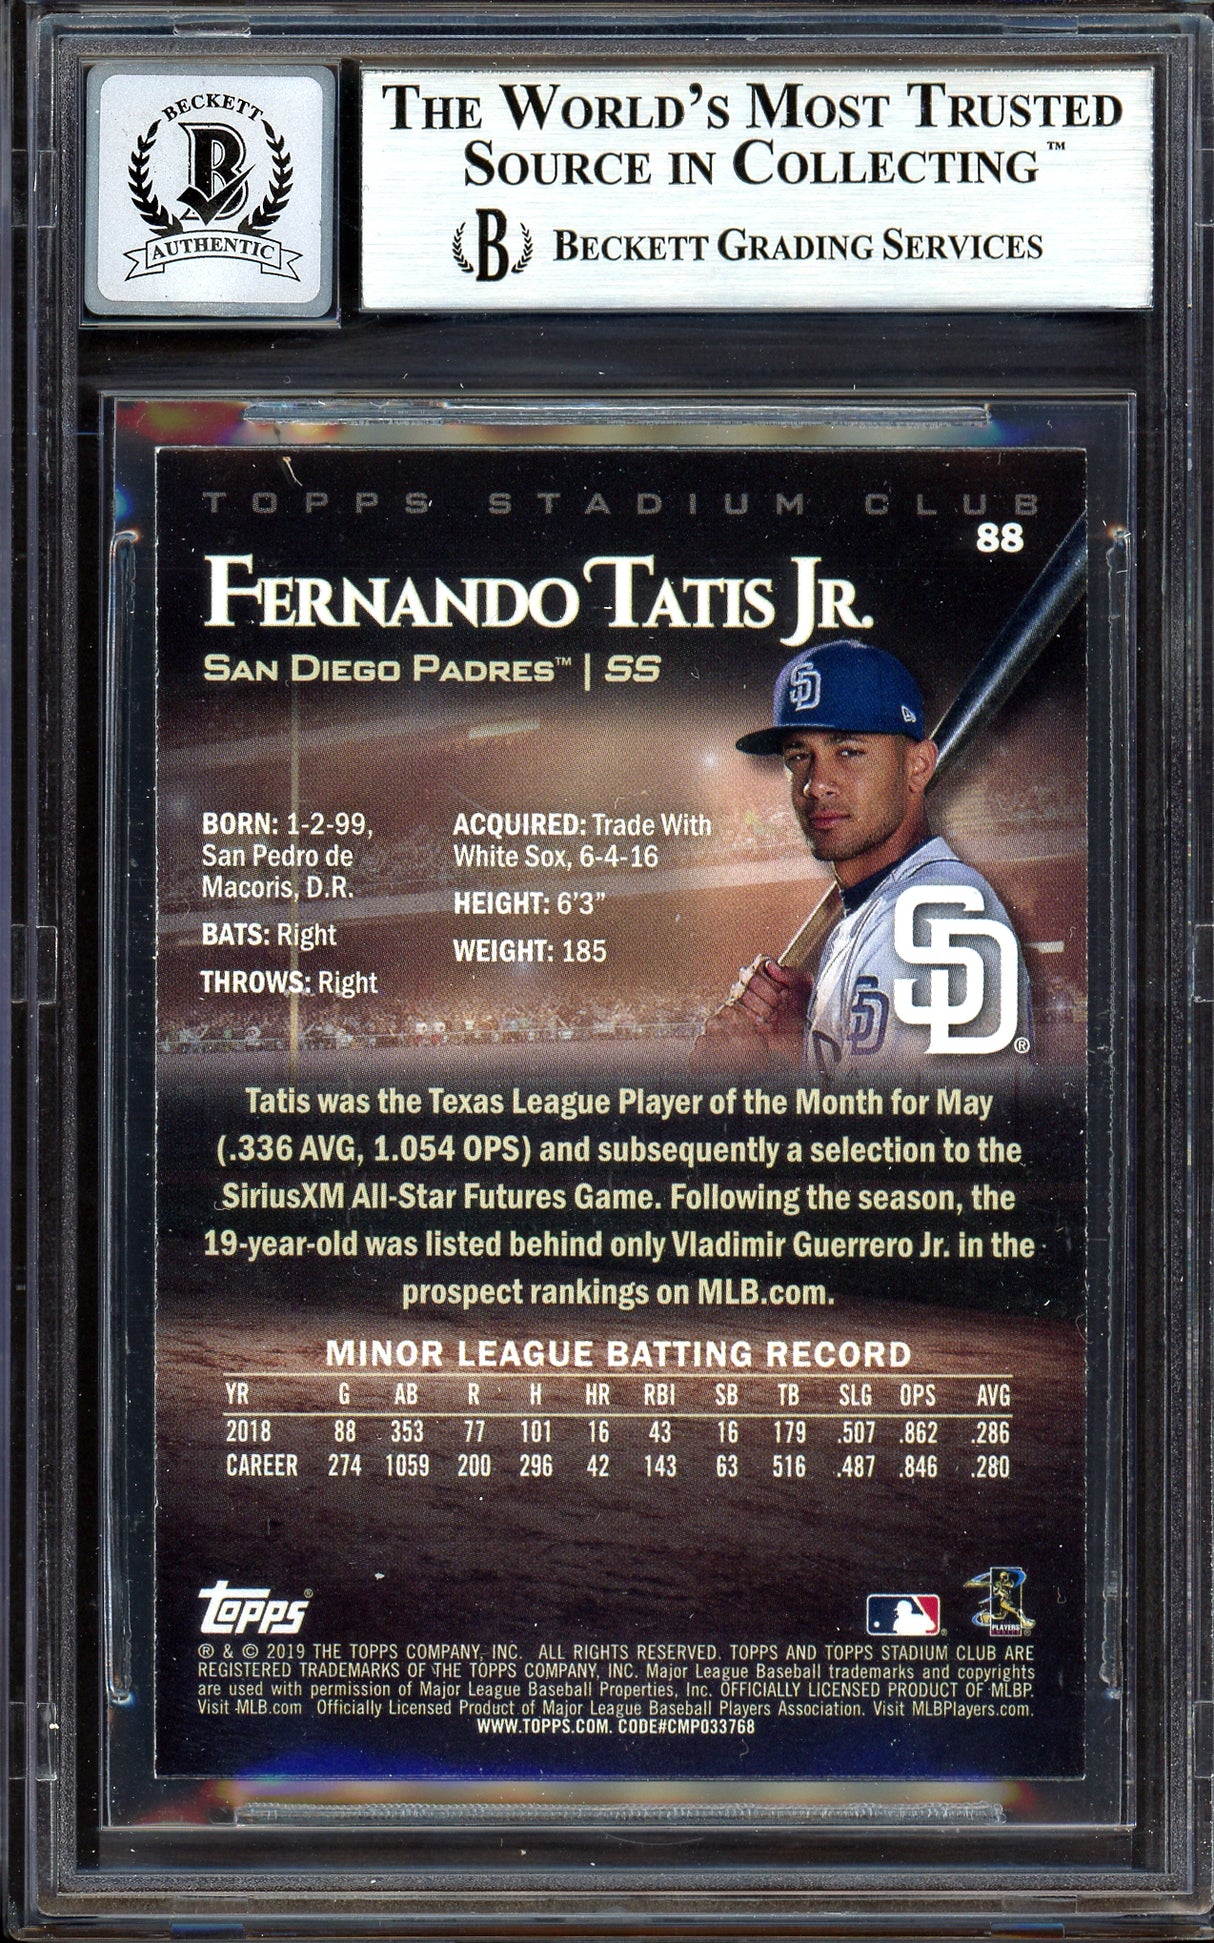 BECKETT
B
AUTHENTIC
THE WORLD'S MOST TRUSTED
SOURCE IN COLLECTING™
B BECKETT GRADING SERVICES
TOPPS STADIUM CLUB
88
FERNANDO TATIS JR.
SAN DIEGO PADRES™ | SS
SD
BORN: 1-2-99,
San Pedro de
Macoris, D.R.
BATS: Right
THROWS: Right
ACQUIRED: Trade With
White Sox, 6-4-16
HEIGHT: 6'3"
WEIGHT: 185
SD
SD®
Tatis was the Texas League Player of the Month for May
(.336 AVG, 1.054 OPS) and subsequently a selection to the
SiriusXM All-Star Futures Game. Following the season, the
19-year-old was listed behind only Vladimir Guerrero Jr. in the
prospect rankings on MLB.com.
MINOR LEAGUE BATTING RECORD
YR G AB R H HR RBI SB TB SLG OPS AVG
2018 88 353 77 101 16 43 16 179 .507 .862 .286
CAREER 274 1059 200 296 42 143 63 516 .487 .846 .280
topps®
PLAYERS
® & © 2019 THE TOPPS COMPANY, INC. ALL RIGHTS RESERVED. TOPPS AND TOPPS STADIUM CLUB ARE
REGISTERED TRADEMARKS OF THE TOPPS COMPANY, INC. Major League Baseball trademarks and copyrights
are used with permission of Major League Baseball Properties, Inc. OFFICIALLY LICENSED PRODUCT OF MLBP.
Visit MLB.com Officially Licensed Product of Major League Baseball Players Association. Visit MLBPlayers.com.
WWW.TOPPS.COM. CODE#CMP033768